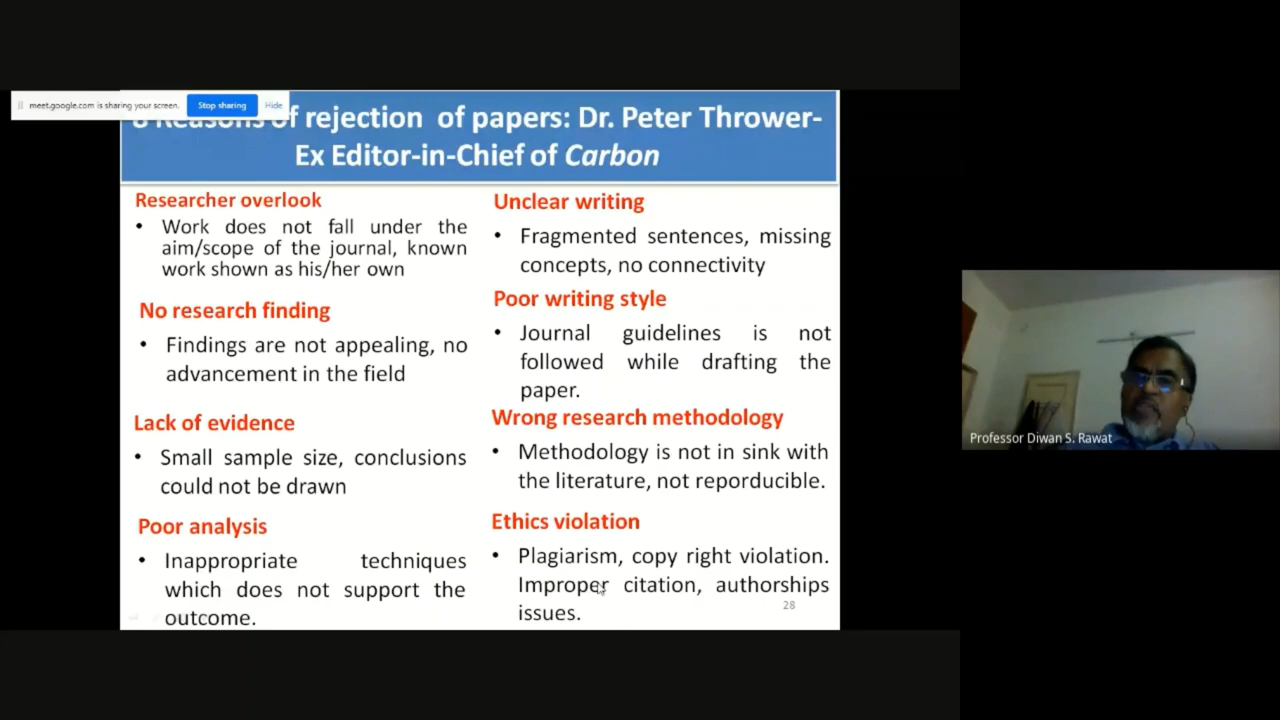 meet.google.com is sharing your screen. Stop sharing Hide
of rejection of papers: Dr. Peter Thrower-
Ex Editor-in-Chief of Carbon
Researcher overlook
• Work does not fall under the
aim/scope of the journal, known
work shown as his/her own
No research finding
• Findings are not appealing, no
advancement in the field
Lack of evidence
• Small sample size, conclusions
could not be drawn
Poor analysis
• Inappropriate techniques
which does not support the
outcome.
Unclear writing
• Fragmented sentences, missing
concepts, no connectivity
Poor writing style
• Journal guidelines is not
followed while drafting the
paper.
Wrong research methodology
• Methodology is not in sink with
the literature, not reporducible.
Ethics violation
• Plagiarism, copy right violation.
Improper citation, authorships
issues.
28
Professor Diwan S. Rawat